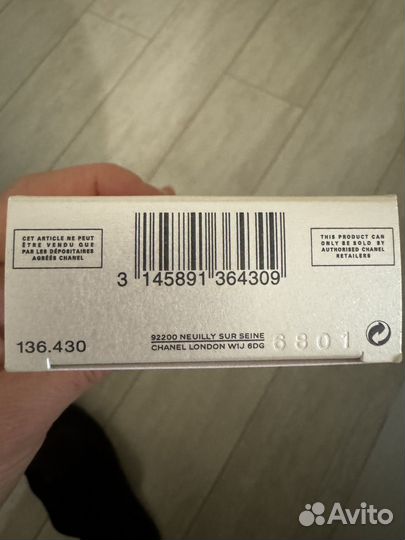 CET ARTICLE NE PEUT
ÊTRE VENDU QUE
PAR LES DÉPOSITAIRES
AGRÉÉS CHANEL
THIS PRODUCT CAN
ONLY BE SOLD BY
AUTHORISED CHANEL
RETAILERS
3 145891 364309
136.430
92200 NEUILLY SUR SEINE
CHANEL LONDON W1J 6DG
6801
Avito